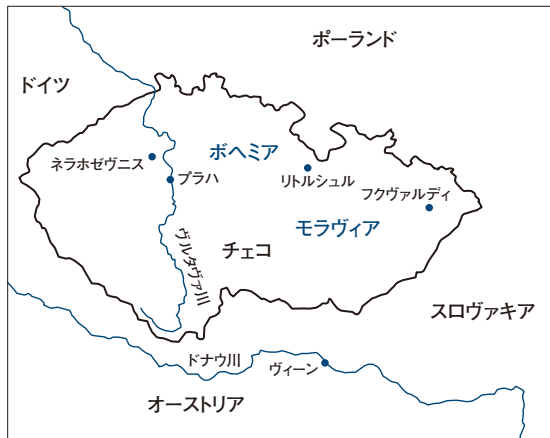 ポーランド
ドイツ
ボヘミア
ネラホゼヴニス
プラハ
リトルシュル
フクヴァルディ
モラヴィア
チェコ
ヴルタヴァ川
スロヴァキア
ドナウ川
ヴィーン
オーストリア